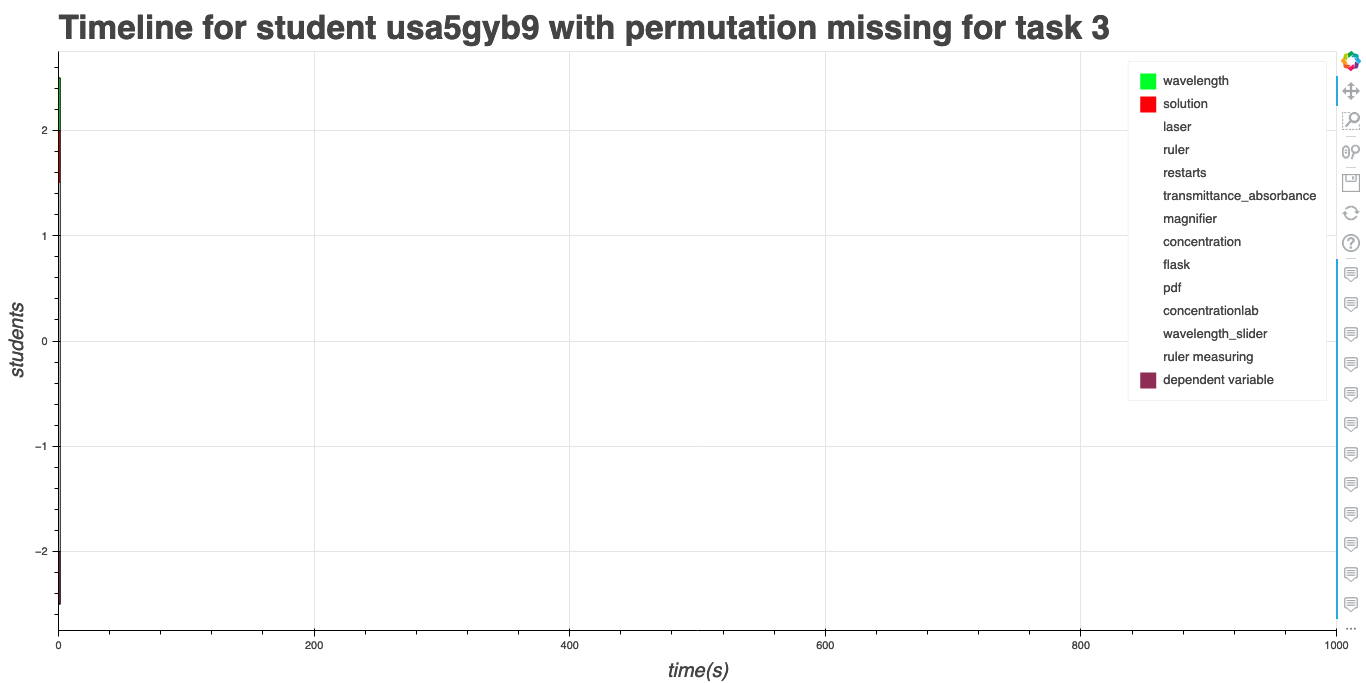 Timeline for student usa5gyb9 with permutation missing for task 3
wavelength
solution
laser
ruler
restarts
transmittance_absorbance
magnifier
concentration
flask
pdf
concentrationlab
wavelength_slider
ruler measuring
dependent variable
students
2
1
0
−1
−2
0 200 400 600 800 1000
time(s)